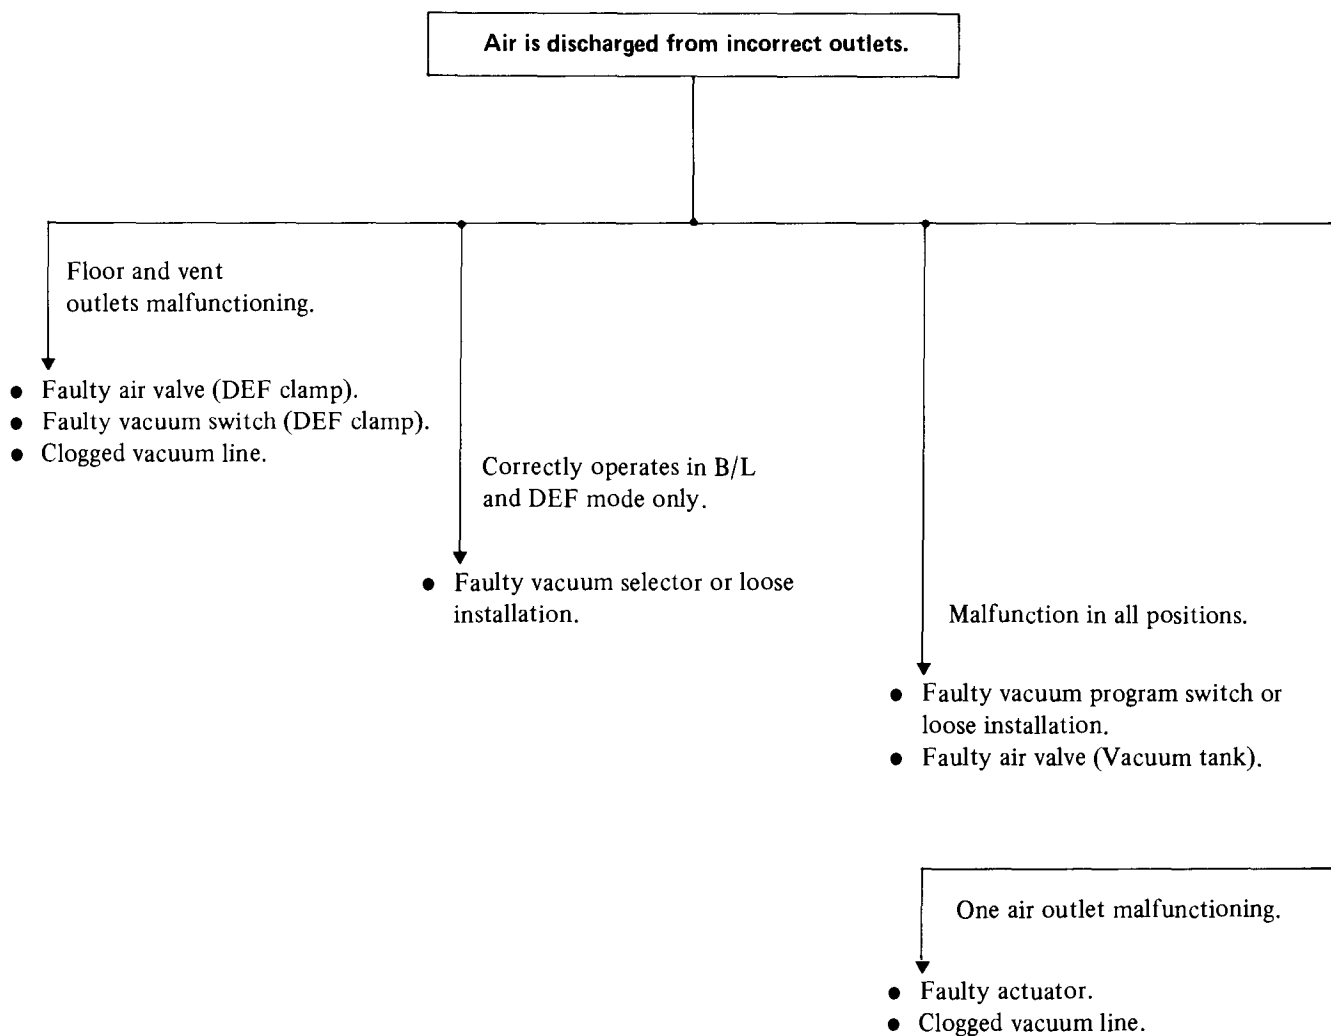 Air is discharged from incorrect outlets.
Floor and vent
outlets malfunctioning.
● Faulty air valve (DEF clamp).
● Faulty vacuum switch (DEF clamp).
● Clogged vacuum line.
Correctly operates in B/L
and DEF mode only.
● Faulty vacuum selector or loose
installation.
Malfunction in all positions.
● Faulty vacuum program switch or
loose installation.
● Faulty air valve (Vacuum tank).
One air outlet malfunctioning.
● Faulty actuator.
● Clogged vacuum line.